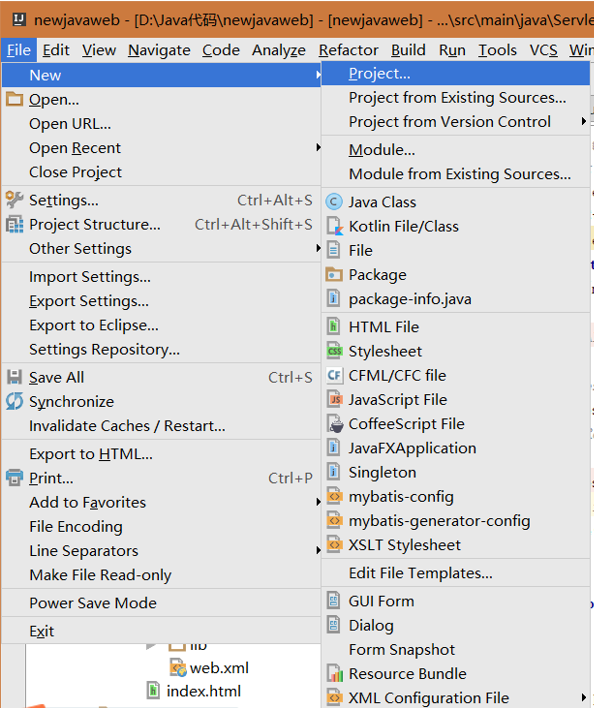 newjavaweb - [D:\Java代码\newjavaweb] - [newjavaweb] - ...\src\main\java\Servle
File Edit View Navigate Code Analyze Refactor Build Run Tools VCS Win
New
Open...
Open URL...
Open Recent
Close Project
Settings... Ctrl+Alt+S
Project Structure... Ctrl+Alt+Shift+S
Other Settings
Import Settings...
Export Settings...
Export to Eclipse...
Settings Repository...
Save All Ctrl+S
Synchronize
Invalidate Caches / Restart...
Export to HTML...
Print... Ctrl+P
Add to Favorites
File Encoding
Line Separators
Make File Read-only
Power Save Mode
Exit
lib
web.xml
index.html
Project...
Project from Existing Sources...
Project from Version Control
Module...
Module from Existing Sources...
Java Class
Kotlin File/Class
File
Package
package-info.java
HTML File
Stylesheet
CFML/CFC file
JavaScript File
CoffeeScript File
JavaFXApplication
Singleton
mybatis-config
mybatis-generator-config
XSLT Stylesheet
Edit File Templates...
GUI Form
Dialog
Form Snapshot
Resource Bundle
XML Configuration File